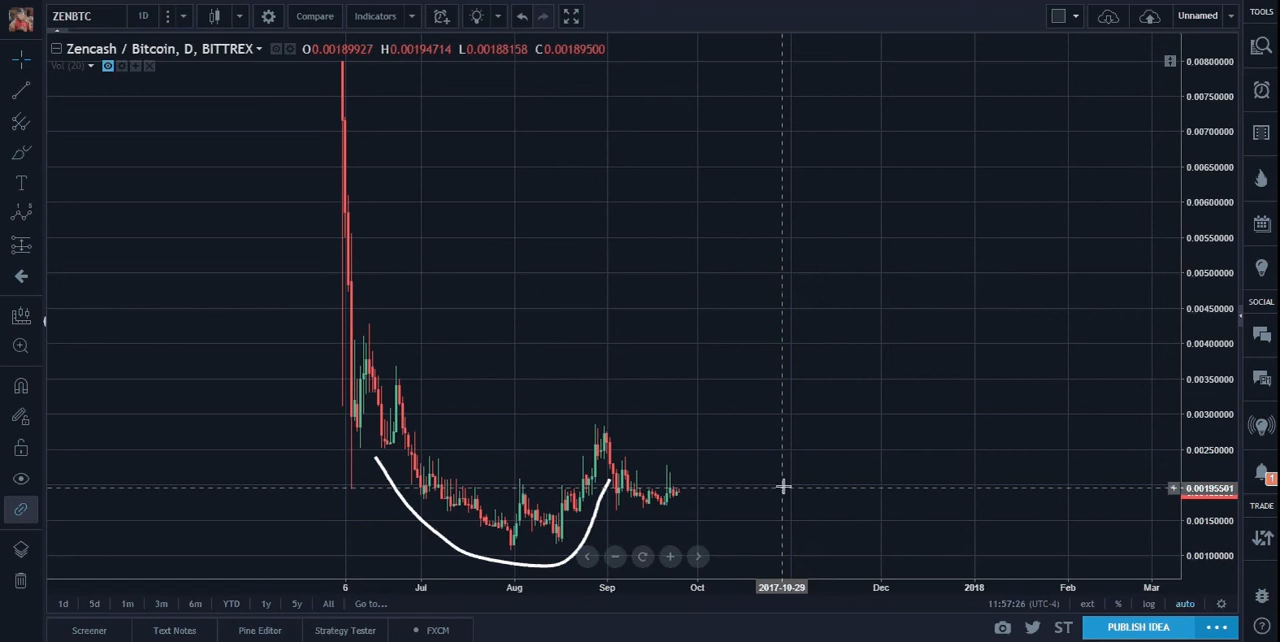 ZENBTC 1D Compare Indicators Unnamed TOOLS
Zencash / Bitcoin, D, BITTREX O0.00189927 H0.00194714 L0.00188158 C0.00189500
Vol (20)
0.00800000
0.00750000
0.00700000
0.00650000
0.00600000
0.00550000
0.00500000
0.00450000
0.00400000
0.00350000
0.00300000
0.00250000
0.00195501
0.00150000
0.00100000
SOCIAL
1
TRADE
6 Jul Aug Sep Oct 2017-10-29 Dec 2018 Feb Mar
1d 5d 1m 3m 6m YTD 1y 5y All Go to... 11:57:26 (UTC-4) ext % log auto
Screener Text Notes Pine Editor Strategy Tester FXCM ST PUBLISH IDEA